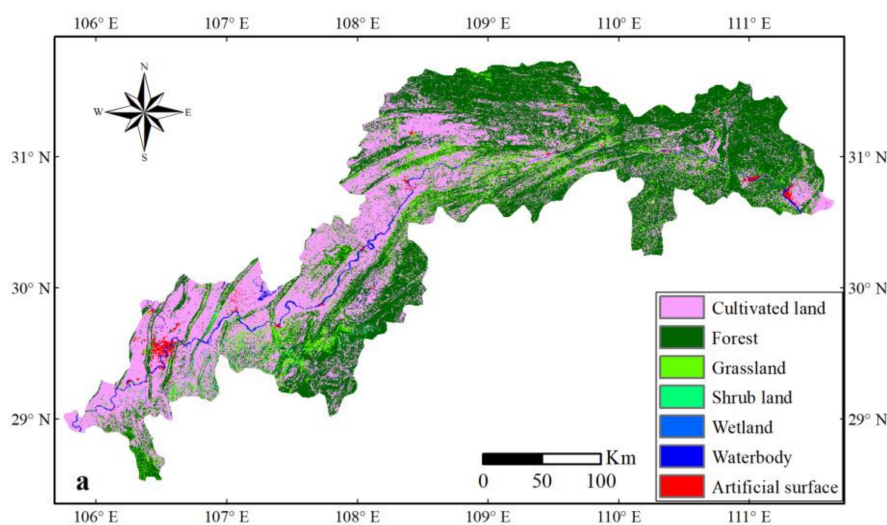 106° E 107° E 108° E 109° E 110° E 111° E
N
W E
S
31° N 31° N
30° N 30° N
29° N 29° N
Cultivated land
Forest
Grassland
Shrub land
Wetland
Waterbody
Artificial surface
Km
0 50 100
a
106° E 107° E 108° E 109° E 110° E 111° E